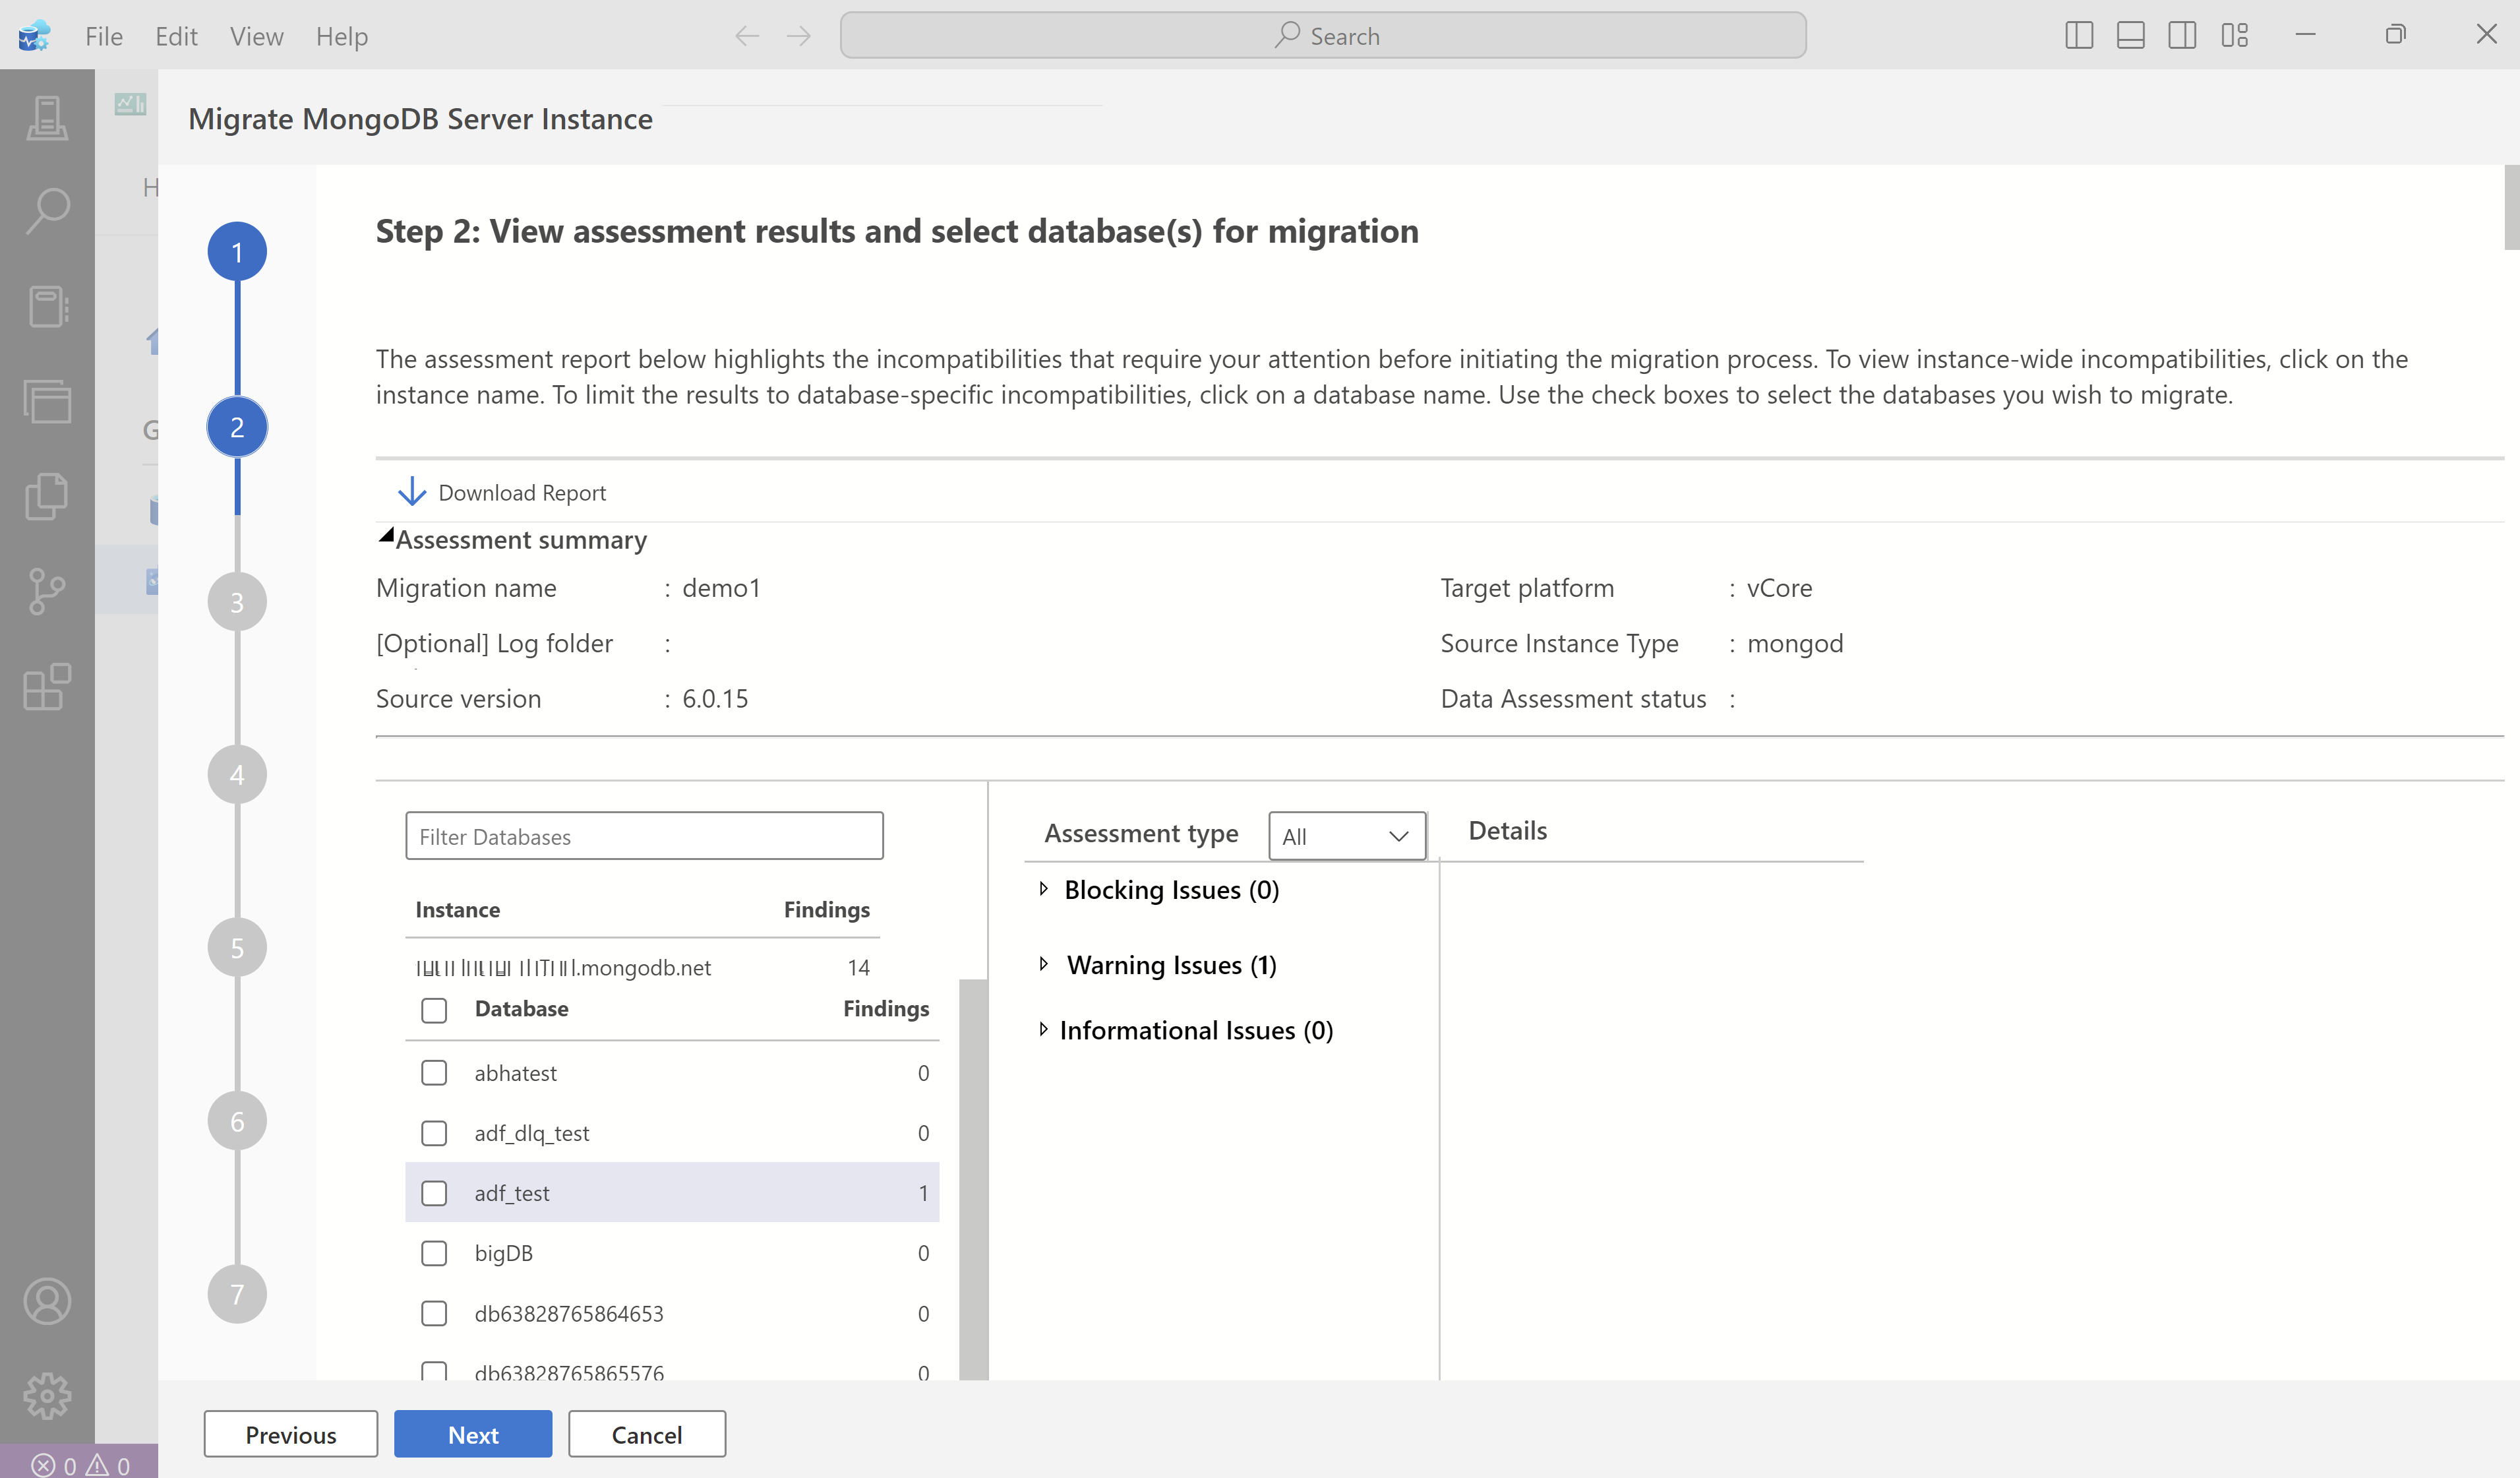 File Edit View Help
Search
Migrate MongoDB Server Instance
H
G
1
2
3
4
5
6
7
Step 2: View assessment results and select database(s) for migration
The assessment report below highlights the incompatibilities that require your attention before initiating the migration process. To view instance-wide incompatibilities, click on the
instance name. To limit the results to database-specific incompatibilities, click on a database name. Use the check boxes to select the databases you wish to migrate.
Download Report
Assessment summary
Migration name : demo1
Target platform : vCore
[Optional] Log folder :
Source Instance Type : mongod
Source version : 6.0.15
Data Assessment status :
Filter Databases
Instance Findings
.mongodb.net 14
Database Findings
abhatest 0
adf_dlq_test 0
adf_test 1
bigDB 0
db63828765864653 0
db63828765865576 0
Assessment type All
Details
Blocking Issues (0)
Warning Issues (1)
Informational Issues (0)
Previous Next Cancel
0 0